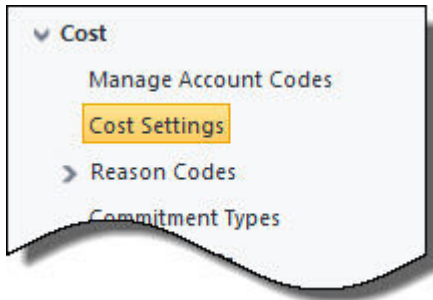 Cost
Manage Account Codes
Cost Settings
Reason Codes
Commitment Types